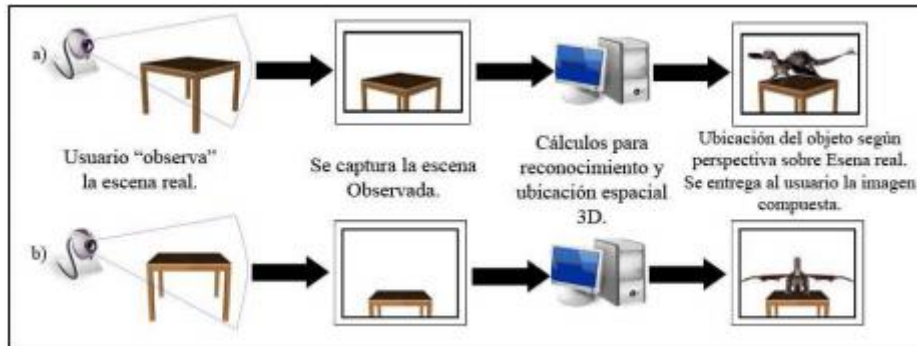 a)
Usuario “observa”
la escena real.
Se captura la escena
Observada.
Cálculos para
reconocimiento y
ubicación espacial
3D.
Ubicación del objeto según
perspectiva sobre Esena real.
Se entrega al usuario la imagen
compuesta.
b)